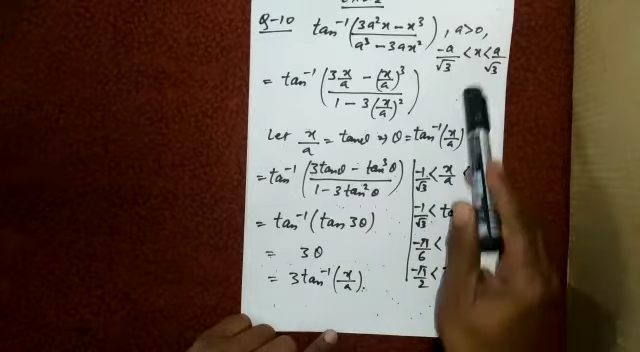 Q-10 tan⁻¹((3a²x - x³)/(a³ - 3ax²)), a>0,
-a/√3 < x < a/√3
= tan⁻¹((3x/a - (x/a)³)/(1 - 3(x/a)²))
Let x/a = tanθ ⇒ θ = tan⁻¹(x/a)
= tan⁻¹((3tanθ - tan³θ)/(1 - 3tan²θ)) -1/√3 < x/a <
= tan⁻¹(tan 3θ) -1/√3 <
= 3θ -π/6 <
= 3tan⁻¹(x/a). -π/2 <